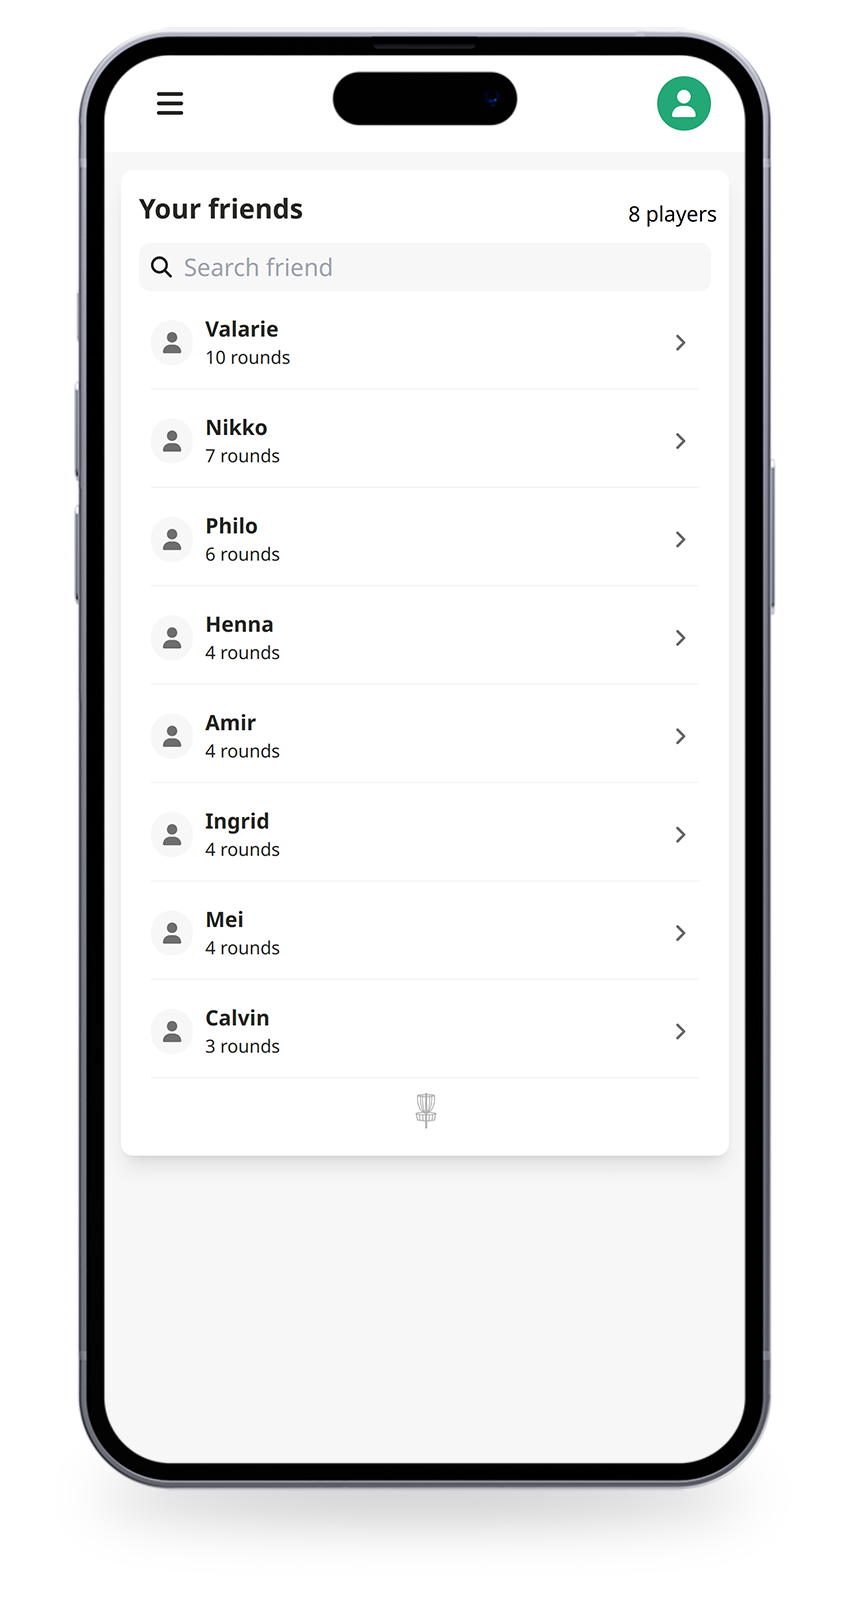 Your friends
8 players
Search friend
Valarie
10 rounds
Nikko
7 rounds
Philo
6 rounds
Henna
4 rounds
Amir
4 rounds
Ingrid
4 rounds
Mei
4 rounds
Calvin
3 rounds